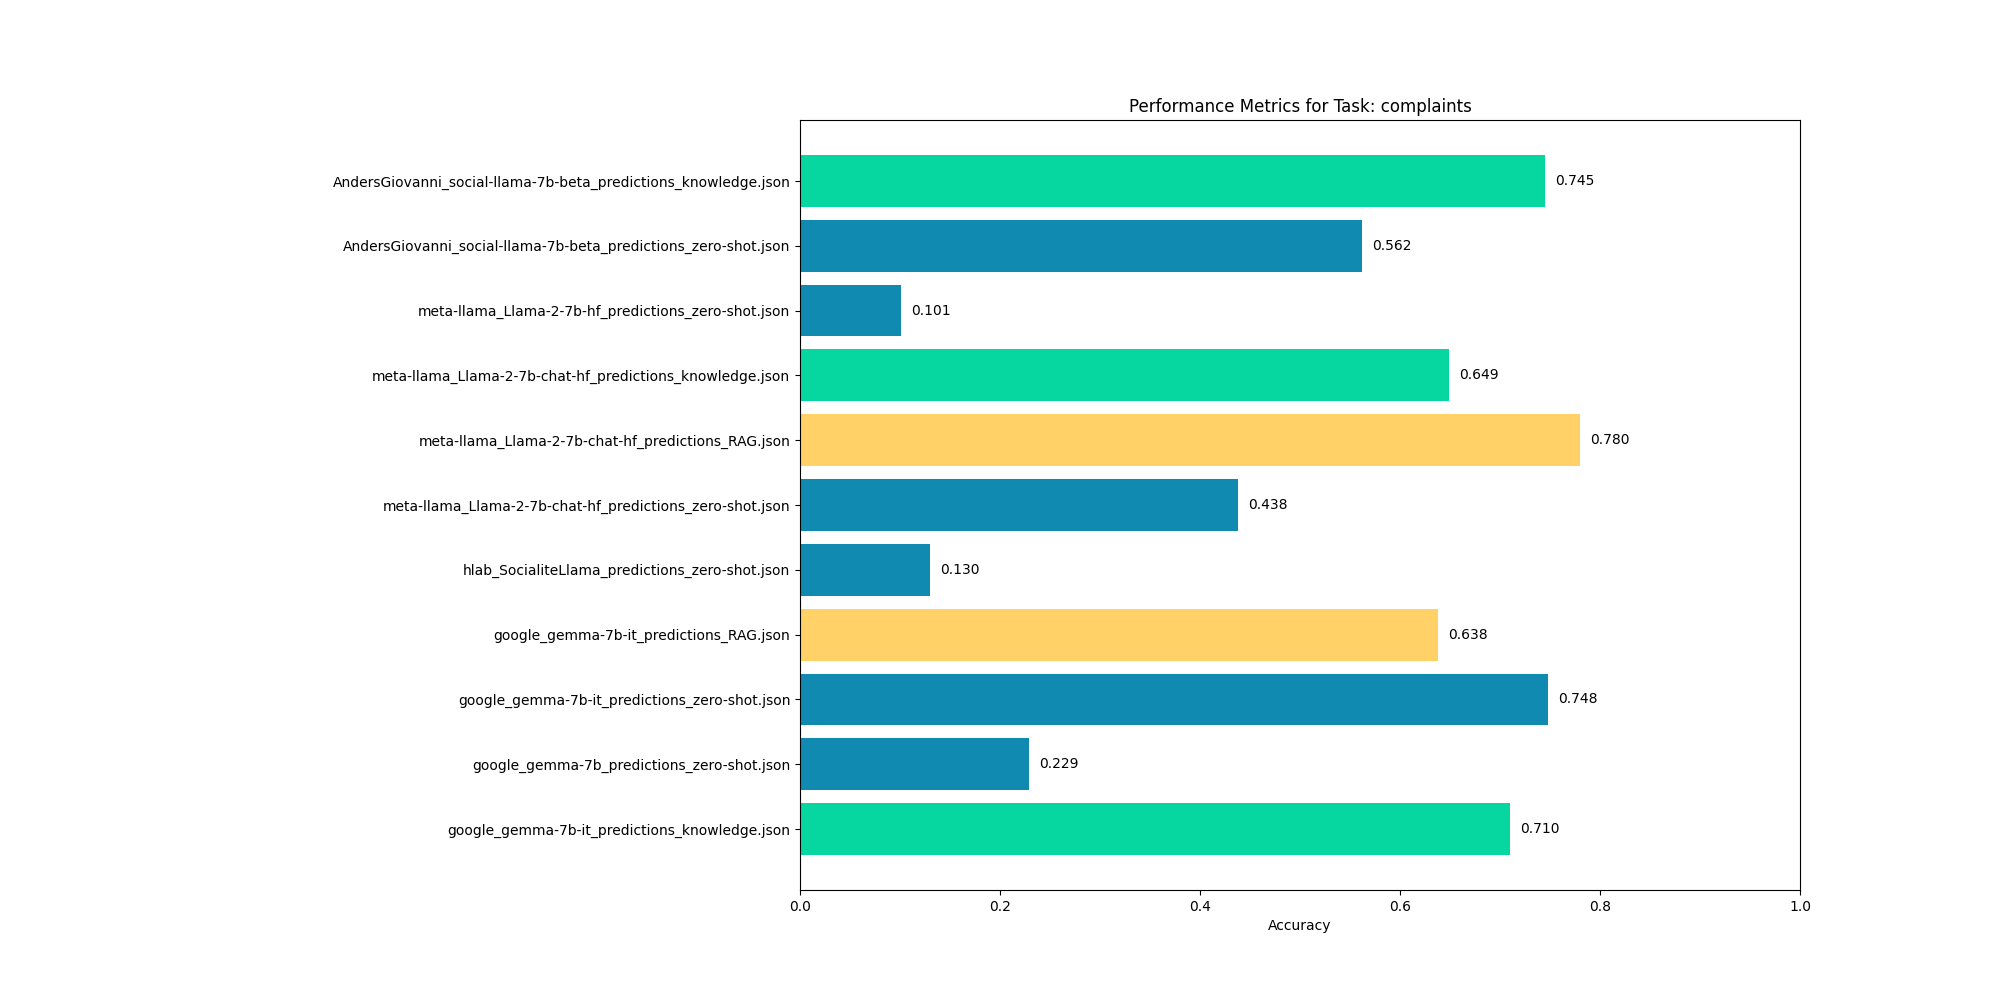 Performance Metrics for Task: complaints
AndersGiovanni_social-llama-7b-beta_predictions_knowledge.json
0.745
AndersGiovanni_social-llama-7b-beta_predictions_zero-shot.json
0.562
meta-llama_Llama-2-7b-hf_predictions_zero-shot.json
0.101
meta-llama_Llama-2-7b-chat-hf_predictions_knowledge.json
0.649
meta-llama_Llama-2-7b-chat-hf_predictions_RAG.json
0.780
meta-llama_Llama-2-7b-chat-hf_predictions_zero-shot.json
0.438
hlab_SocialiteLlama_predictions_zero-shot.json
0.130
google_gemma-7b-it_predictions_RAG.json
0.638
google_gemma-7b-it_predictions_zero-shot.json
0.748
google_gemma-7b_predictions_zero-shot.json
0.229
google_gemma-7b-it_predictions_knowledge.json
0.710
0.0 0.2 0.4 0.6 0.8 1.0
Accuracy